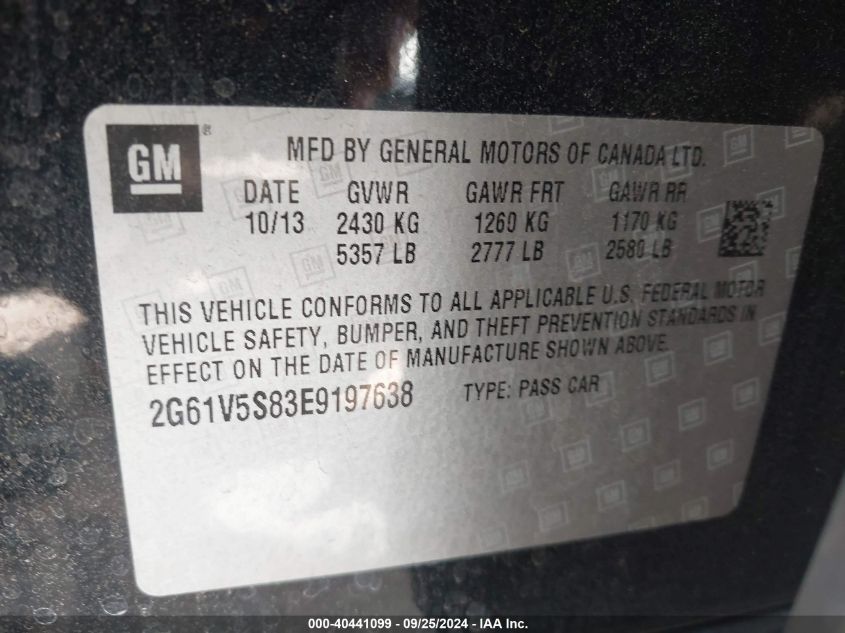 GM
MFD BY GENERAL MOTORS OF CANADA LTD.
DATE GVWR GAWR FRT GAWR RR
10/13 2430 KG 1260 KG 1170 KG
5357 LB 2777 LB 2580 LB
THIS VEHICLE CONFORMS TO ALL APPLICABLE U.S. FEDERAL MOTOR
VEHICLE SAFETY, BUMPER, AND THEFT PREVENTION STANDARDS IN
EFFECT ON THE DATE OF MANUFACTURE SHOWN ABOVE.
2G61V5S83E9197638 TYPE: PASS CAR
000-40441099 - 09/25/2024 - IAA Inc.